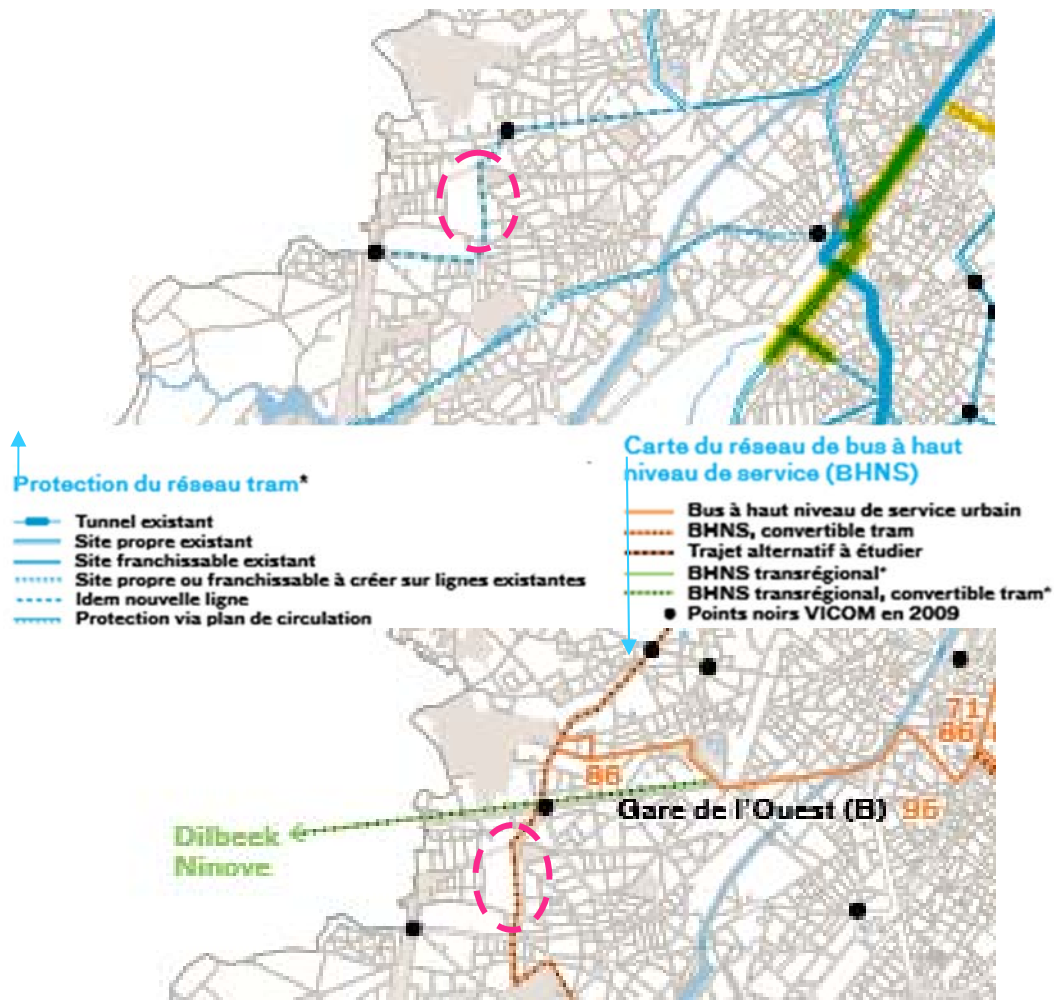 Protection du réseau tram*
Tunnel existant
Site propre existant
Site franchissable existant
Site propre ou franchissable à créer sur lignes existantes
Idem nouvelle ligne
Protection via plan de circulation
Carte du réseau de bus à haut
niveau de service (BHNS)
Bus à haut niveau de service urbain
BHNS, convertible tram
Trajet alternatif à étudier
BHNS transrégional*
BHNS transrégional, convertible tram*
Points noirs VICOM en 2009
71
86
86
Gare de l'Ouest (B) 96
Dilbeek
Ninove